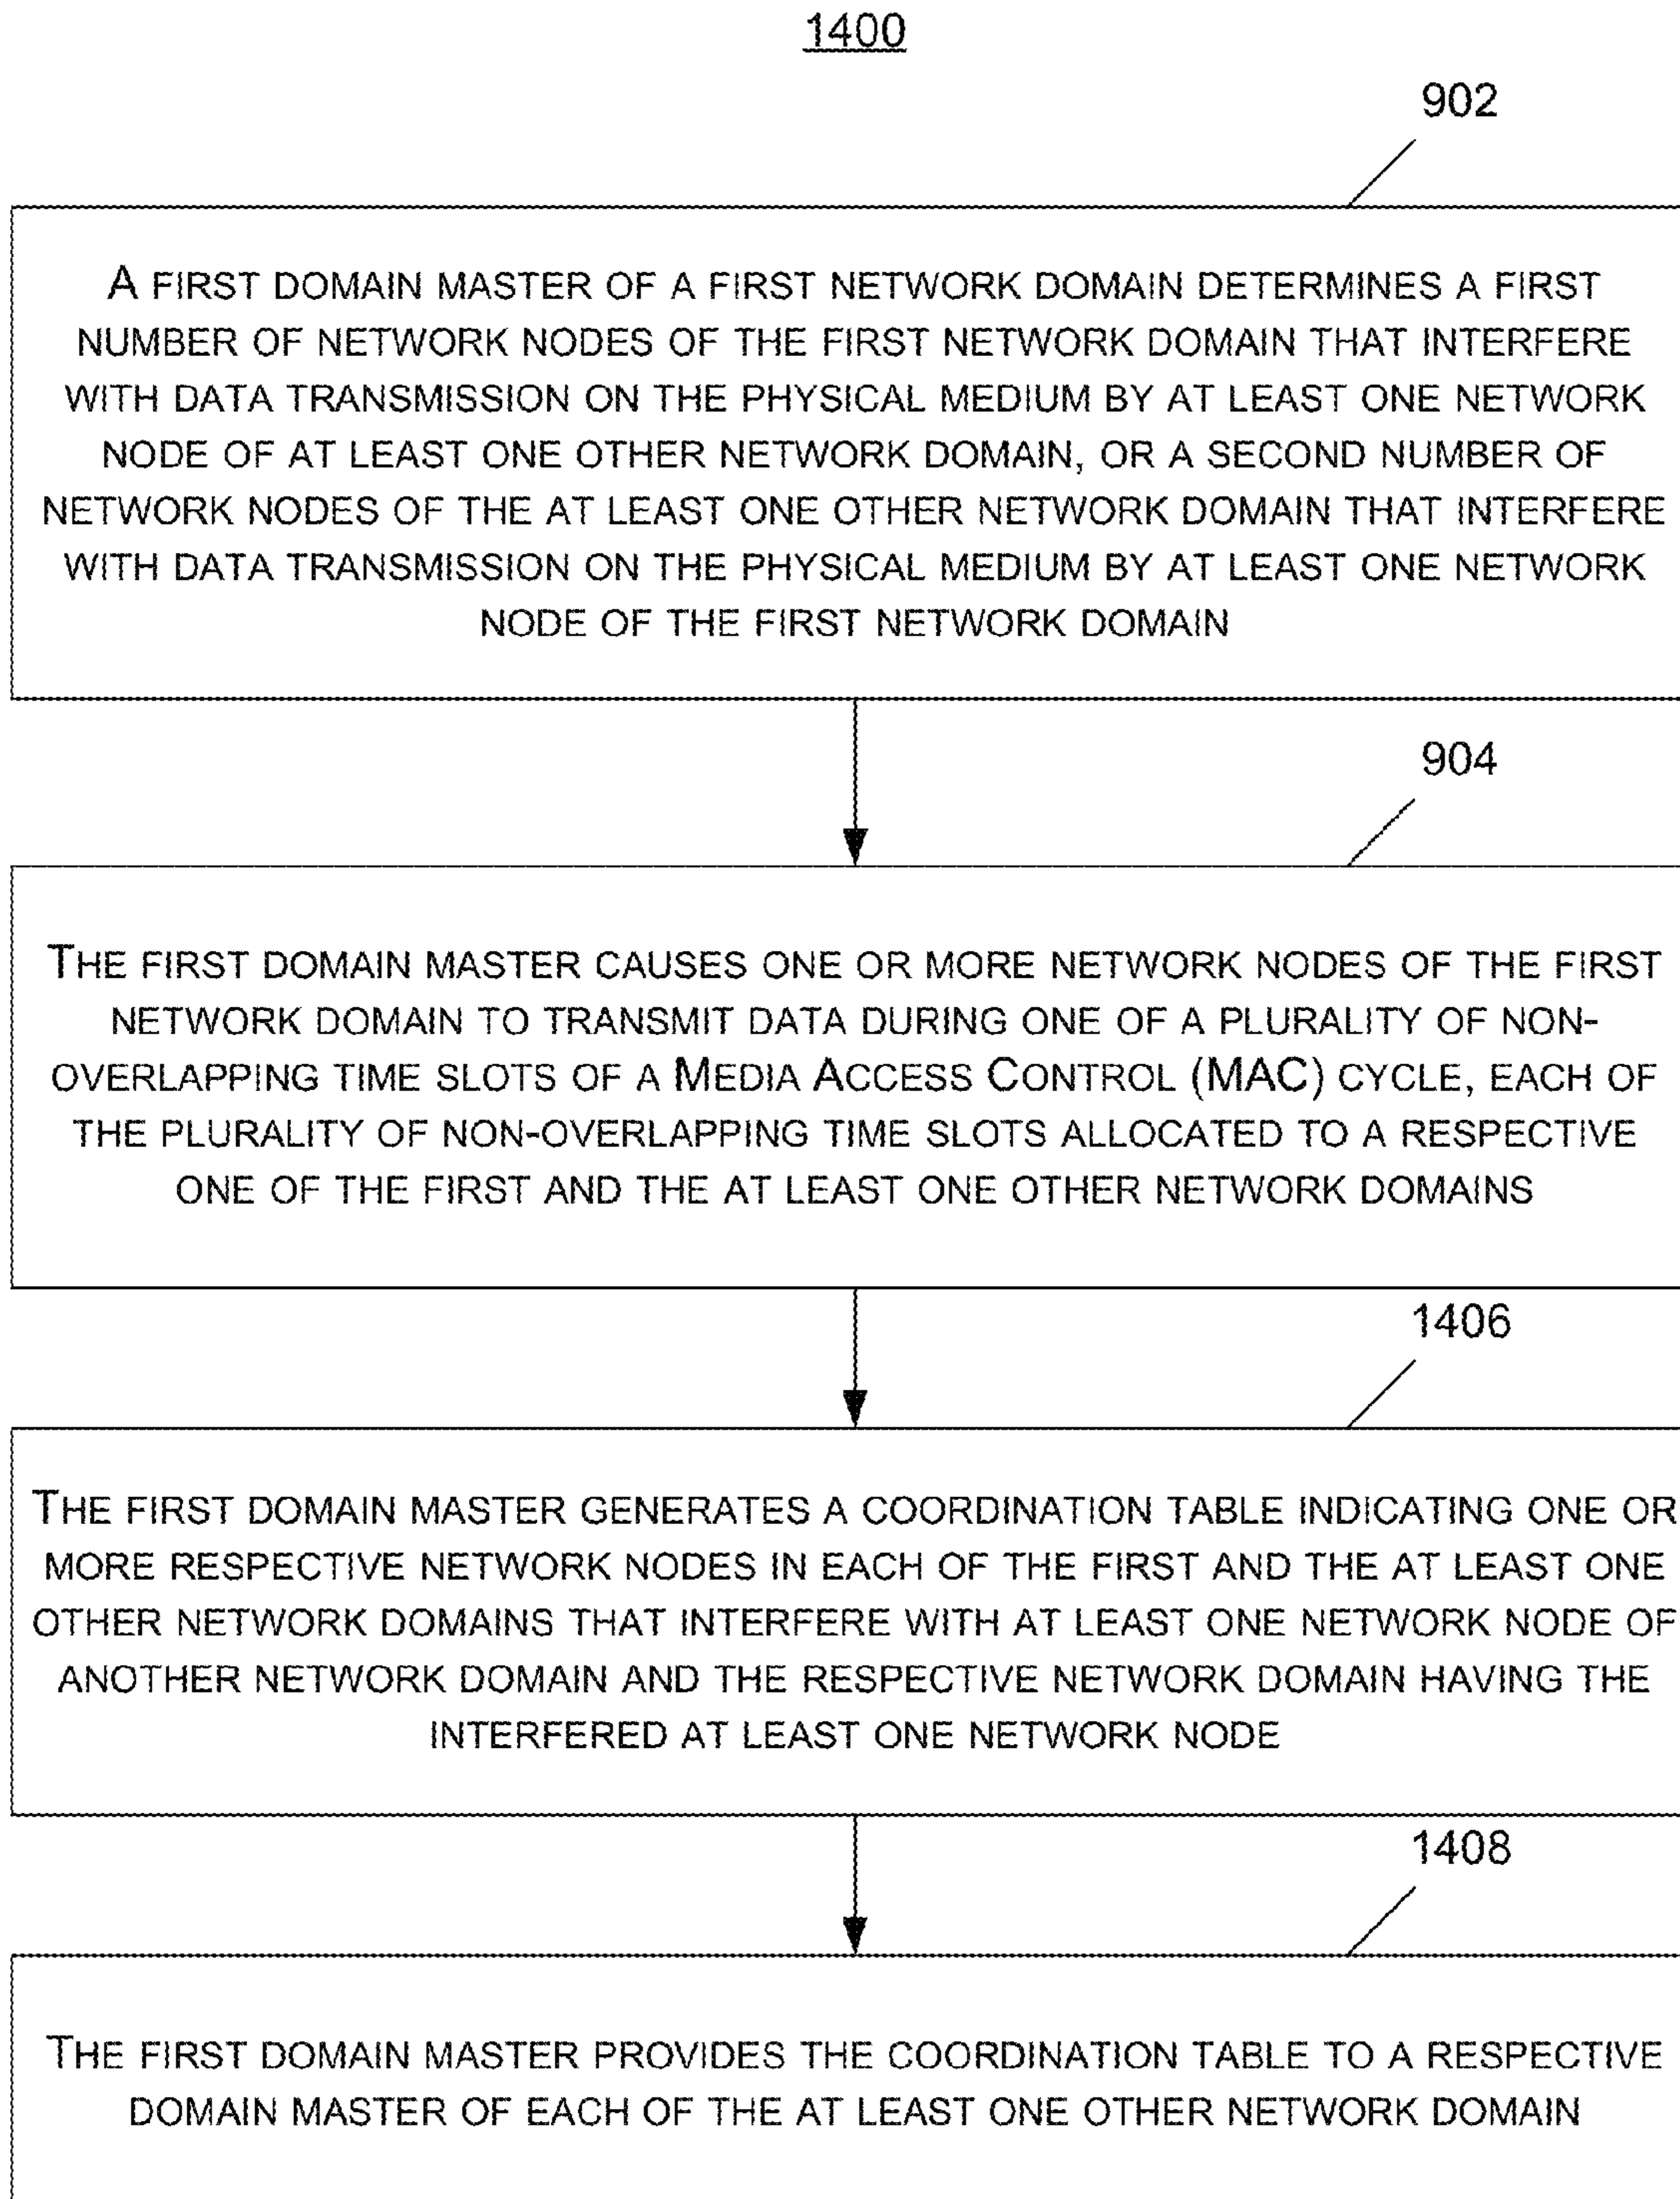 1400
902
A FIRST DOMAIN MASTER OF A FIRST NETWORK DOMAIN DETERMINES A FIRST
NUMBER OF NETWORK NODES OF THE FIRST NETWORK DOMAIN THAT INTERFERE
WITH DATA TRANSMISSION ON THE PHYSICAL MEDIUM BY AT LEAST ONE NETWORK
NODE OF AT LEAST ONE OTHER NETWORK DOMAIN, OR A SECOND NUMBER OF
NETWORK NODES OF THE AT LEAST ONE OTHER NETWORK DOMAIN THAT INTERFERE
WITH DATA TRANSMISSION ON THE PHYSICAL MEDIUM BY AT LEAST ONE NETWORK
NODE OF THE FIRST NETWORK DOMAIN
904
THE FIRST DOMAIN MASTER CAUSES ONE OR MORE NETWORK NODES OF THE FIRST
NETWORK DOMAIN TO TRANSMIT DATA DURING ONE OF A PLURALITY OF NON-
OVERLAPPING TIME SLOTS OF A MEDIA ACCESS CONTROL (MAC) CYCLE, EACH OF
THE PLURALITY OF NON-OVERLAPPING TIME SLOTS ALLOCATED TO A RESPECTIVE
ONE OF THE FIRST AND THE AT LEAST ONE OTHER NETWORK DOMAINS
1406
THE FIRST DOMAIN MASTER GENERATES A COORDINATION TABLE INDICATING ONE OR
MORE RESPECTIVE NETWORK NODES IN EACH OF THE FIRST AND THE AT LEAST ONE
OTHER NETWORK DOMAINS THAT INTERFERE WITH AT LEAST ONE NETWORK NODE OF
ANOTHER NETWORK DOMAIN AND THE RESPECTIVE NETWORK DOMAIN HAVING THE
INTERFERED AT LEAST ONE NETWORK NODE
1408
THE FIRST DOMAIN MASTER PROVIDES THE COORDINATION TABLE TO A RESPECTIVE
DOMAIN MASTER OF EACH OF THE AT LEAST ONE OTHER NETWORK DOMAIN